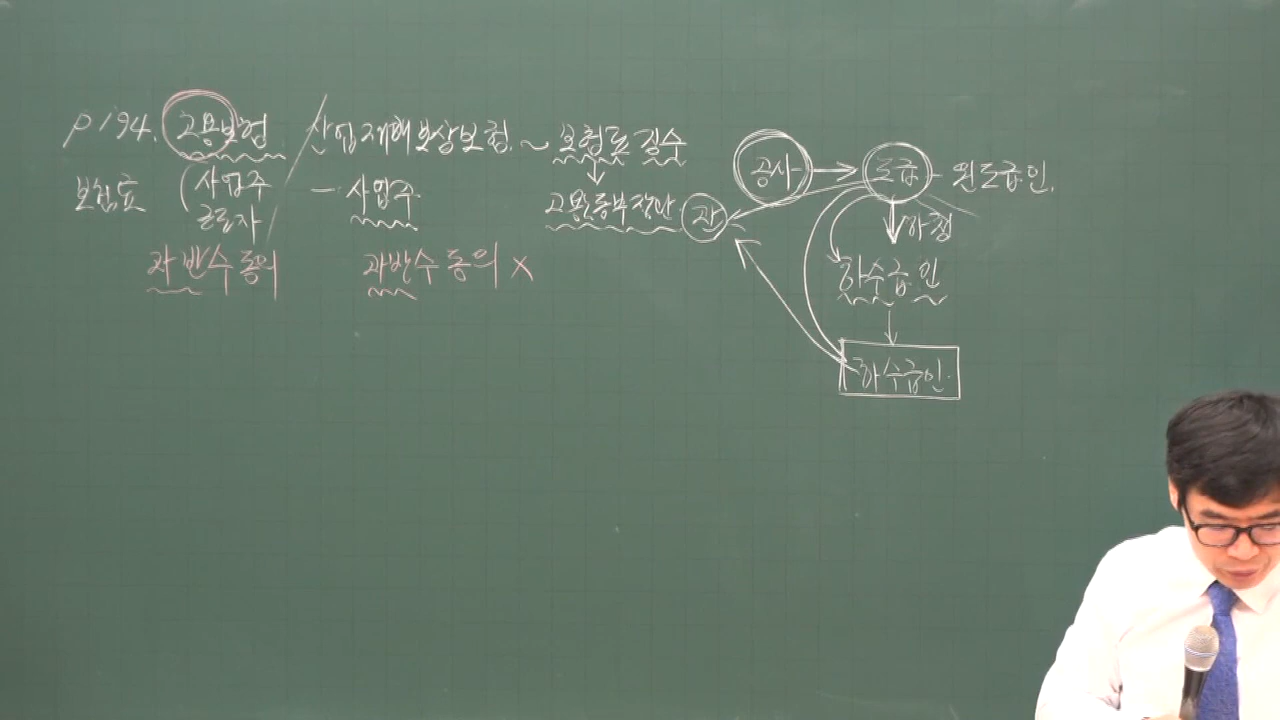 P194. 고용보험 / 산업재해보상보험 ~ 보험료 징수
보험료 ( 사업주
근로자
- 사업주
고용노동부장관
과반수 동의
과반수 동의 X
공사 → 도급 - 원도급인.
공
하청
하수급인
하수급인.